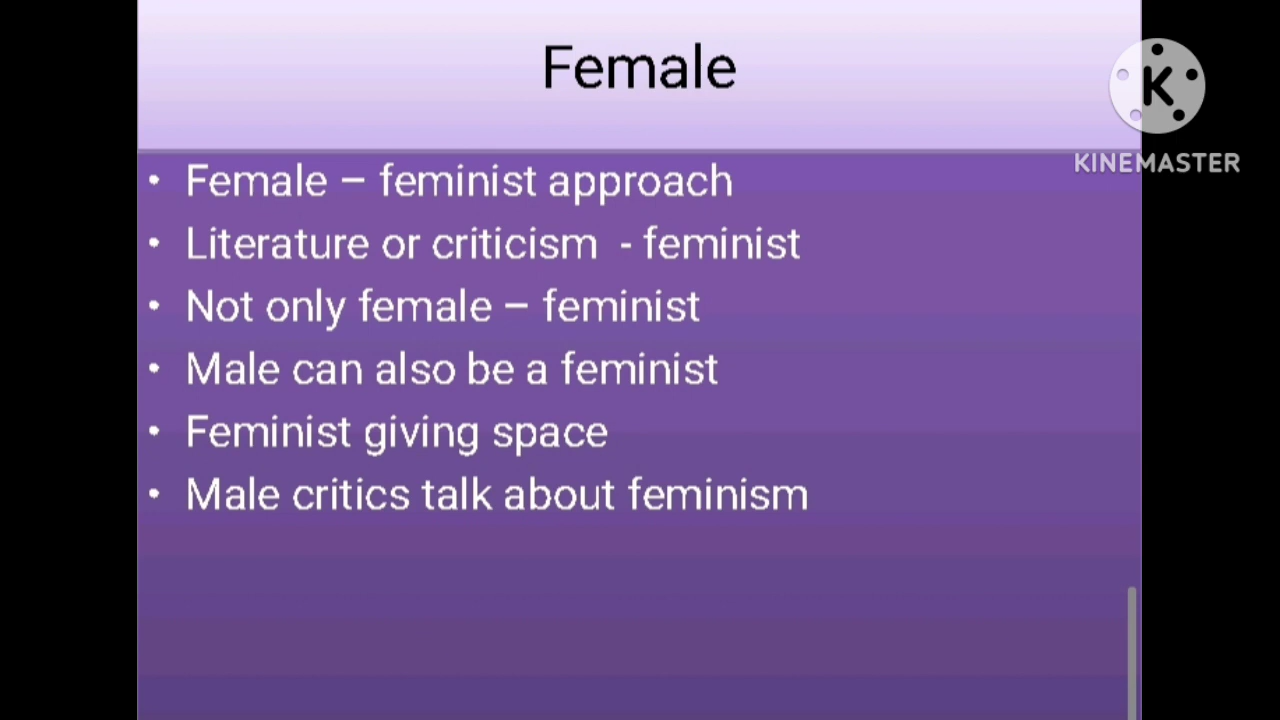 Female
K
KINEMASTER
• Female – feminist approach
• Literature or criticism - feminist
• Not only female – feminist
• Male can also be a feminist
• Feminist giving space
• Male critics talk about feminism